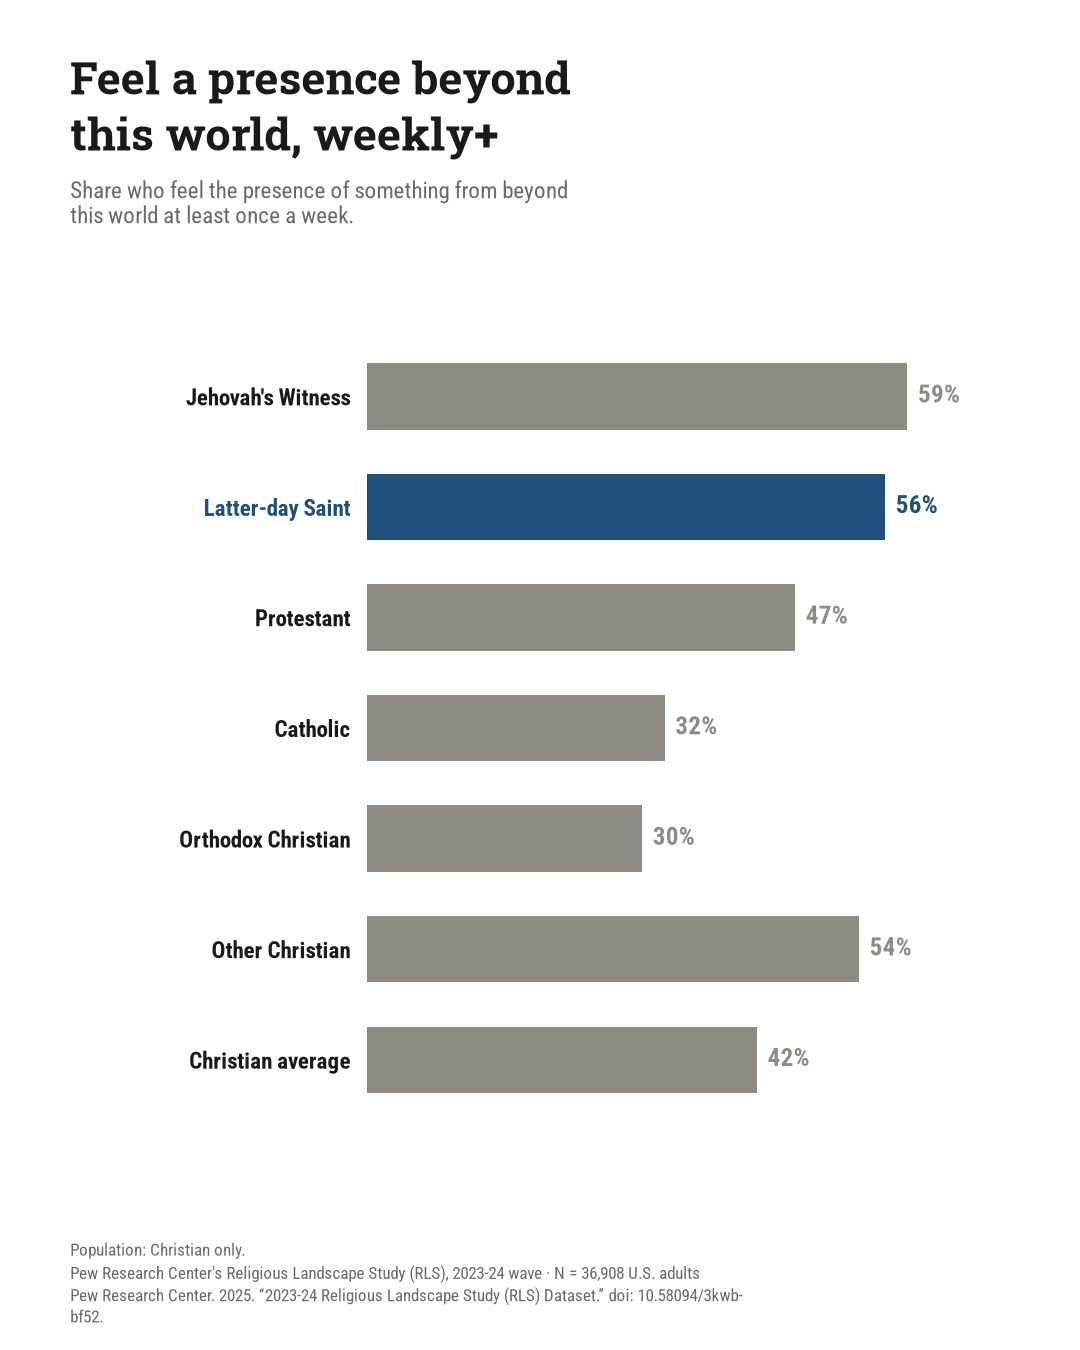 Feel a presence beyond
this world, weekly+
Share who feel the presence of something from beyond
this world at least once a week.
Jehovah's Witness 59%
Latter-day Saint 56%
Protestant 47%
Catholic 32%
Orthodox Christian 30%
Other Christian 54%
Christian average 42%
Population: Christian only.
Pew Research Center's Religious Landscape Study (RLS), 2023-24 wave · N = 36,908 U.S. adults
Pew Research Center. 2025. “2023-24 Religious Landscape Study (RLS) Dataset.” doi: 10.58094/3kwb-
bf52.